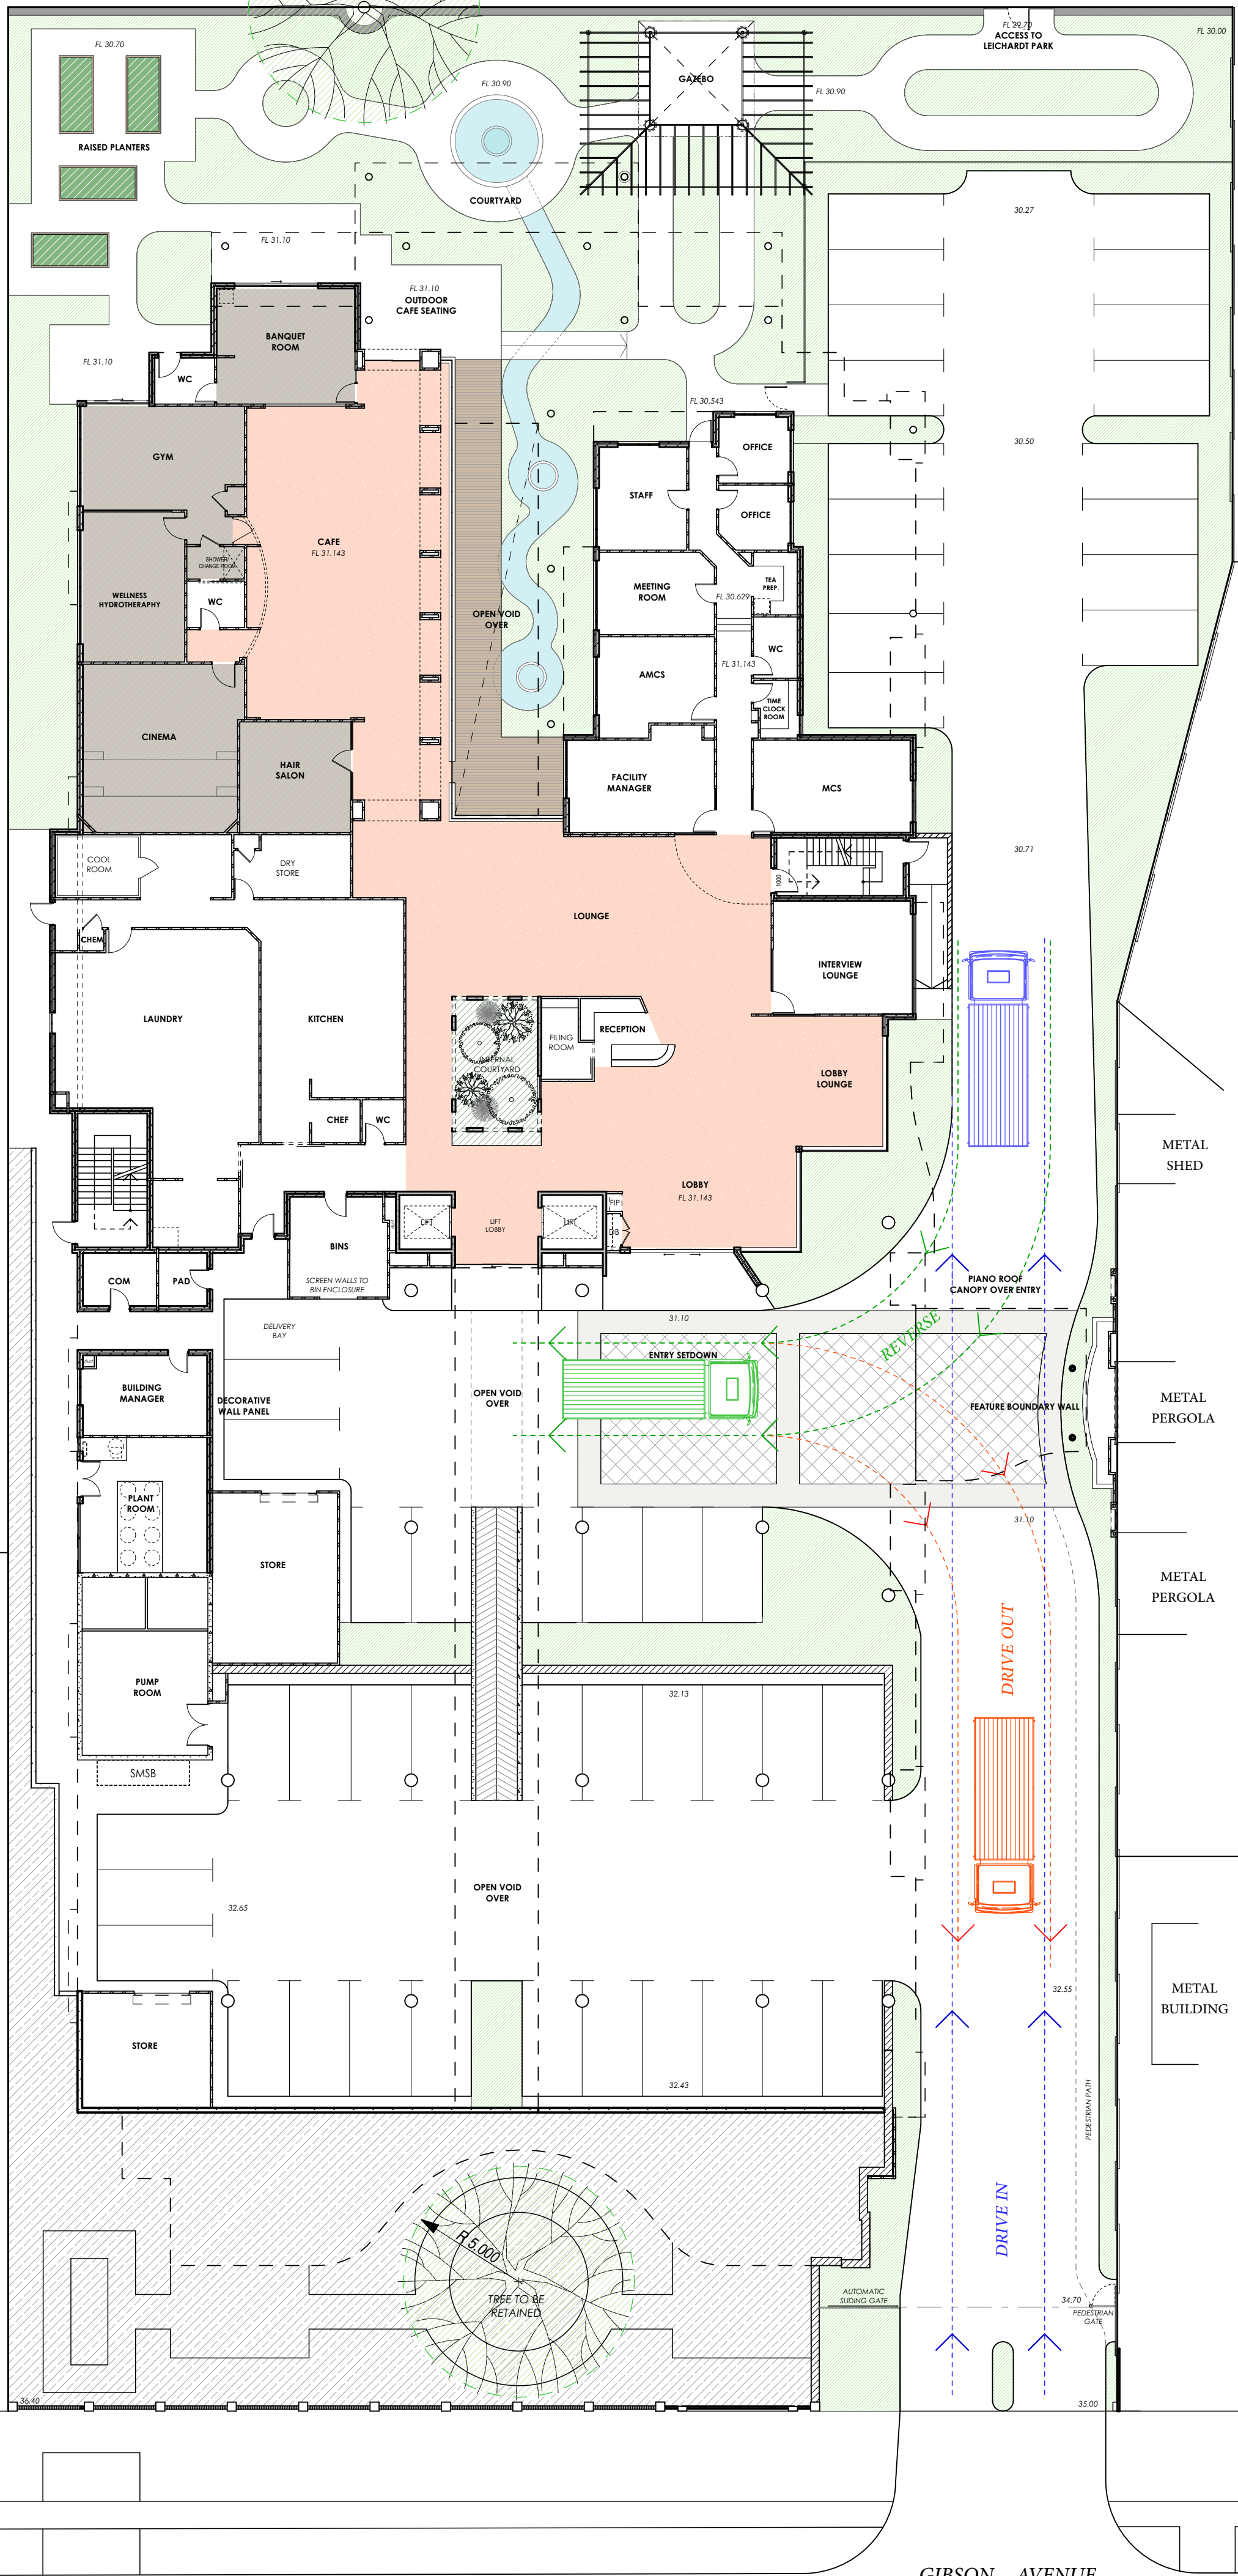 FL 29.70
ACCESS TO
LEICHARDT PARK
FL 30.00
FL 30.70
FL 30.90
GAZEBO
FL 30.90
RAISED PLANTERS
COURTYARD
30.27
FL 31.10
FL 31.10
OUTDOOR
CAFE SEATING
BANQUET
ROOM
FL 31.10
WC
FL 30.543
OFFICE
30.50
GYM
STAFF
OFFICE
CAFE
FL 31.143
SHOWER/
CHANGE ROOM
WELLNESS
HYDROTHERAPHY
WC
MEETING
ROOM
TEA
PREP.
FL 30.629
OPEN VOID
OVER
WC
FL 31.143
AMCS
TIME
CLOCK
ROOM
CINEMA
HAIR
SALON
FACILITY
MANAGER
MCS
COOL
ROOM
DRY
STORE
30.71
1000
LOUNGE
CHEM
INTERVIEW
LOUNGE
LAUNDRY
KITCHEN
FILING
ROOM
RECEPTION
INTERNAL
COURTYARD
LOBBY
LOUNGE
CHEF
WC
METAL
SHED
LOBBY
FL 31.143
FIP
LIFT
LIFT
LOBBY
LIFT
DB
BINS
SCREEN WALLS TO
BIN ENCLOSURE
COM
PAD
PIANO ROOF
CANOPY OVER ENTRY
DELIVERY
BAY
31.10
REVERSE
ENTRY SETDOWN
BUILDING
MANAGER
DECORATIVE
WALL PANEL
OPEN VOID
OVER
FEATURE BOUNDARY WALL
METAL
PERGOLA
PLANT
ROOM
31.10
STORE
METAL
PERGOLA
DRIVE OUT
PUMP
ROOM
32.13
SMSB
OPEN VOID
OVER
32.65
32.55
METAL
BUILDING
STORE
32.43
PEDESTRIAN PATH
DRIVE IN
R 5.000
TREE TO BE
RETAINED
AUTOMATIC
SLIDING GATE
34.70
PEDESTRIAN
GATE
36.40
35.00
GIBSON AVENUE